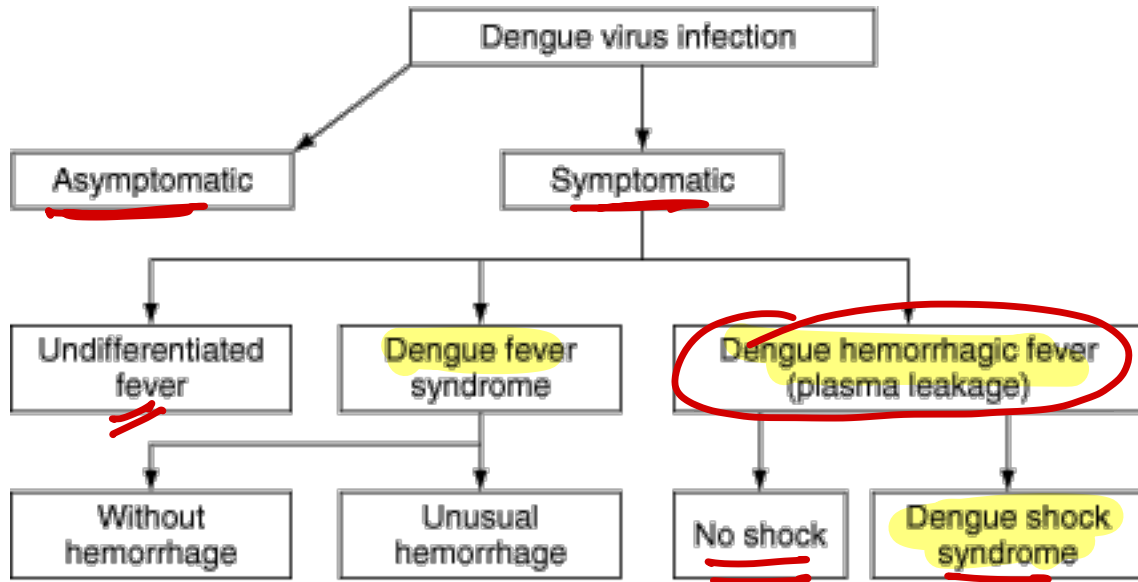 Dengue virus infection
Asymptomatic
Symptomatic
Undifferentiated
fever
Dengue fever
syndrome
Dengue hemorrhagic fever
(plasma leakage)
Without
hemorrhage
Unusual
hemorrhage
No shock
Dengue shock
syndrome